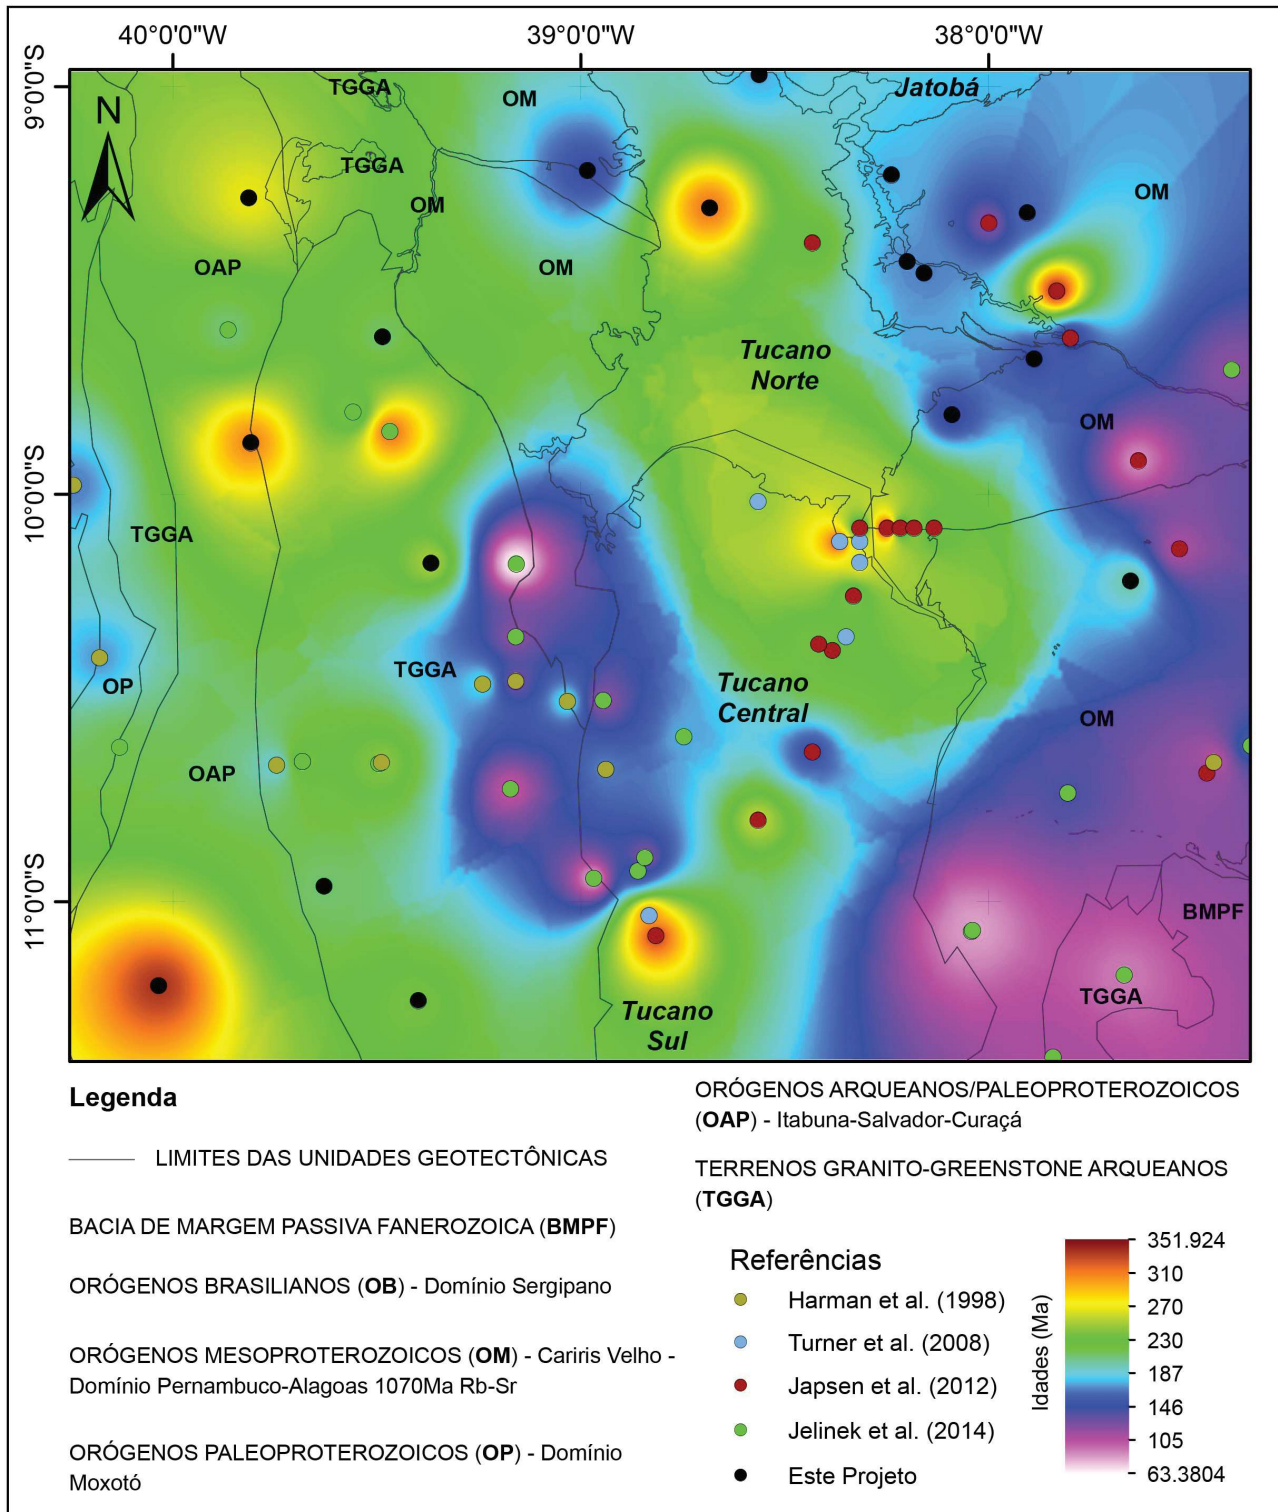 40°0'0"W 39°0'0"W 38°0'0"W
9°0'0"S
10°0'0"S
11°0'0"S
N
TGGA
OM
Jatobá
TGGA
OM
OM
OAP
OM
Tucano
Norte
OM
TGGA
TGGA
OP
Tucano
Central
OM
OAP
BMPF
TGGA
Tucano
Sul
Legenda
LIMITES DAS UNIDADES GEOTECTÔNICAS
BACIA DE MARGEM PASSIVA FANEROZOICA (BMPF)
ORÓGENOS BRASILIANOS (OB) - Domínio Sergipano
ORÓGENOS MESOPROTEROZOICOS (OM) - Cariris Velho -
Domínio Pernambuco-Alagoas 1070Ma Rb-Sr
ORÓGENOS PALEOPROTEROZOICOS (OP) - Domínio
Moxotó
ORÓGENOS ARQUEANOS/PALEOPROTEROZOICOS
(OAP) - Itabuna-Salvador-Curaçá
TERRENOS GRANITO-GREENSTONE ARQUEANOS
(TGGA)
Referências
Harman et al. (1998)
Turner et al. (2008)
Japsen et al. (2012)
Jelinek et al. (2014)
Este Projeto
Idades (Ma)
351.924
310
270
230
187
146
105
63.3804